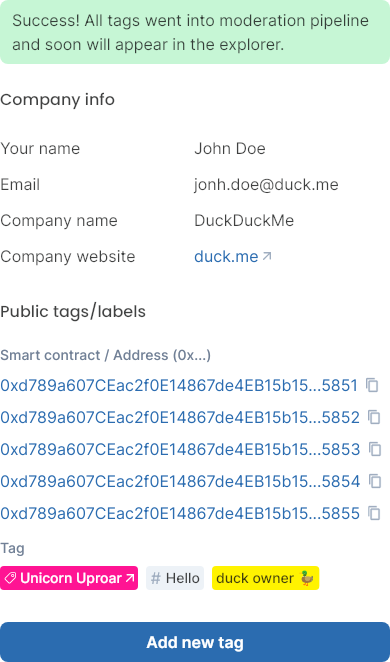 Success! All tags went into moderation pipeline
and soon will appear in the explorer.
Company info
Your name John Doe
Email jonh.doe@duck.me
Company name DuckDuckMe
Company website duck.me
Public tags/labels
Smart contract / Address (0x...)
0xd789a607CEac2f0E14867de4EB15b15...5851
0xd789a607CEac2f0E14867de4EB15b15...5852
0xd789a607CEac2f0E14867de4EB15b15...5853
0xd789a607CEac2f0E14867de4EB15b15...5854
0xd789a607CEac2f0E14867de4EB15b15...5855
Tag
Unicorn Uproar # Hello duck owner 🦆
Add new tag